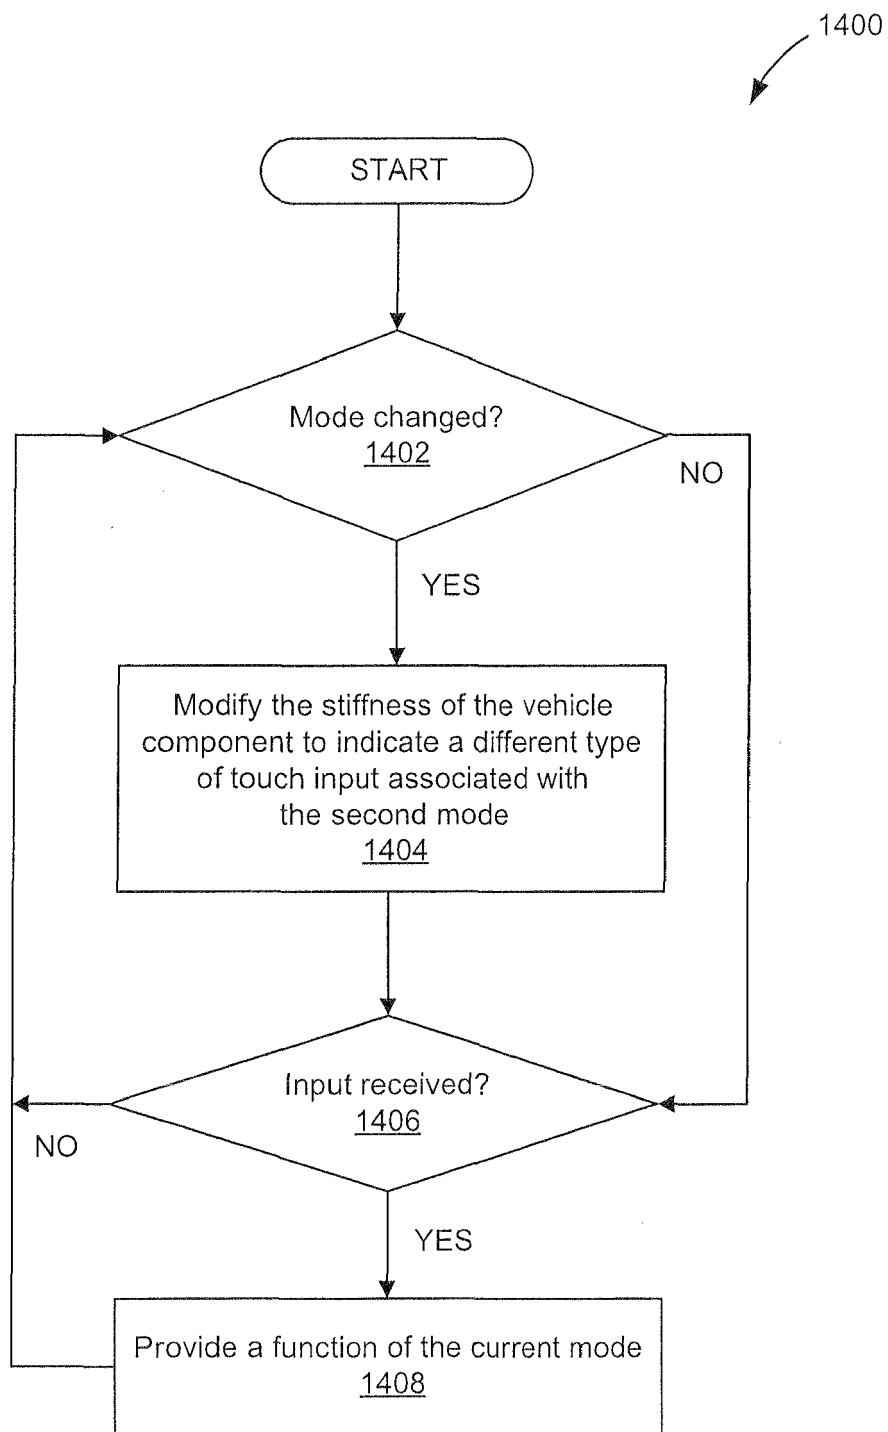 1400
START
Mode changed?
1402
NO
YES
Modify the stiffness of the vehicle
component to indicate a different type
of touch input associated with
the second mode
1404
Input received?
1406
NO
YES
Provide a function of the current mode
1408